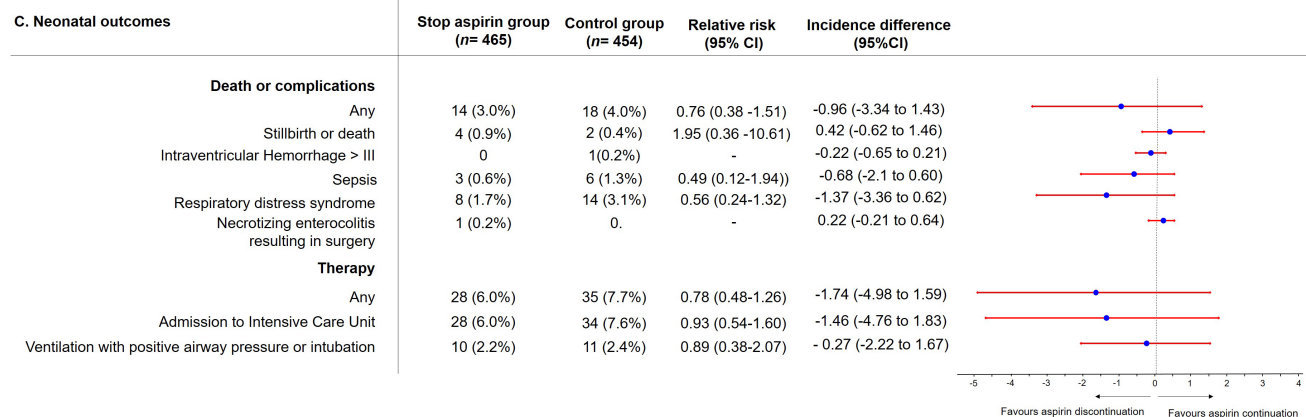 C. Neonatal outcomes
Stop aspirin group (n= 465)
Control group (n= 454)
Relative risk (95% CI)
Incidence difference (95%CI)
Death or complications
Any 14 (3.0%) 18 (4.0%) 0.76 (0.38 -1.51) -0.96 (-3.34 to 1.43)
Stillbirth or death 4 (0.9%) 2 (0.4%) 1.95 (0.36 -10.61) 0.42 (-0.62 to 1.46)
Intraventricular Hemorrhage > III 0 1(0.2%) - -0.22 (-0.65 to 0.21)
Sepsis 3 (0.6%) 6 (1.3%) 0.49 (0.12-1.94)) -0.68 (-2.1 to 0.60)
Respiratory distress syndrome 8 (1.7%) 14 (3.1%) 0.56 (0.24-1.32) -1.37 (-3.36 to 0.62)
Necrotizing enterocolitis 1 (0.2%) 0. - 0.22 (-0.21 to 0.64)
resulting in surgery
Therapy
Any 28 (6.0%) 35 (7.7%) 0.78 (0.48-1.26) -1.74 (-4.98 to 1.59)
Admission to Intensive Care Unit 28 (6.0%) 34 (7.6%) 0.93 (0.54-1.60) -1.46 (-4.76 to 1.83)
Ventilation with positive airway pressure or intubation 10 (2.2%) 11 (2.4%) 0.89 (0.38-2.07) - 0.27 (-2.22 to 1.67)
-5 -4 -3 -2 -1 0 1 2 3 4
Favours aspirin discontinuation Favours aspirin continuation